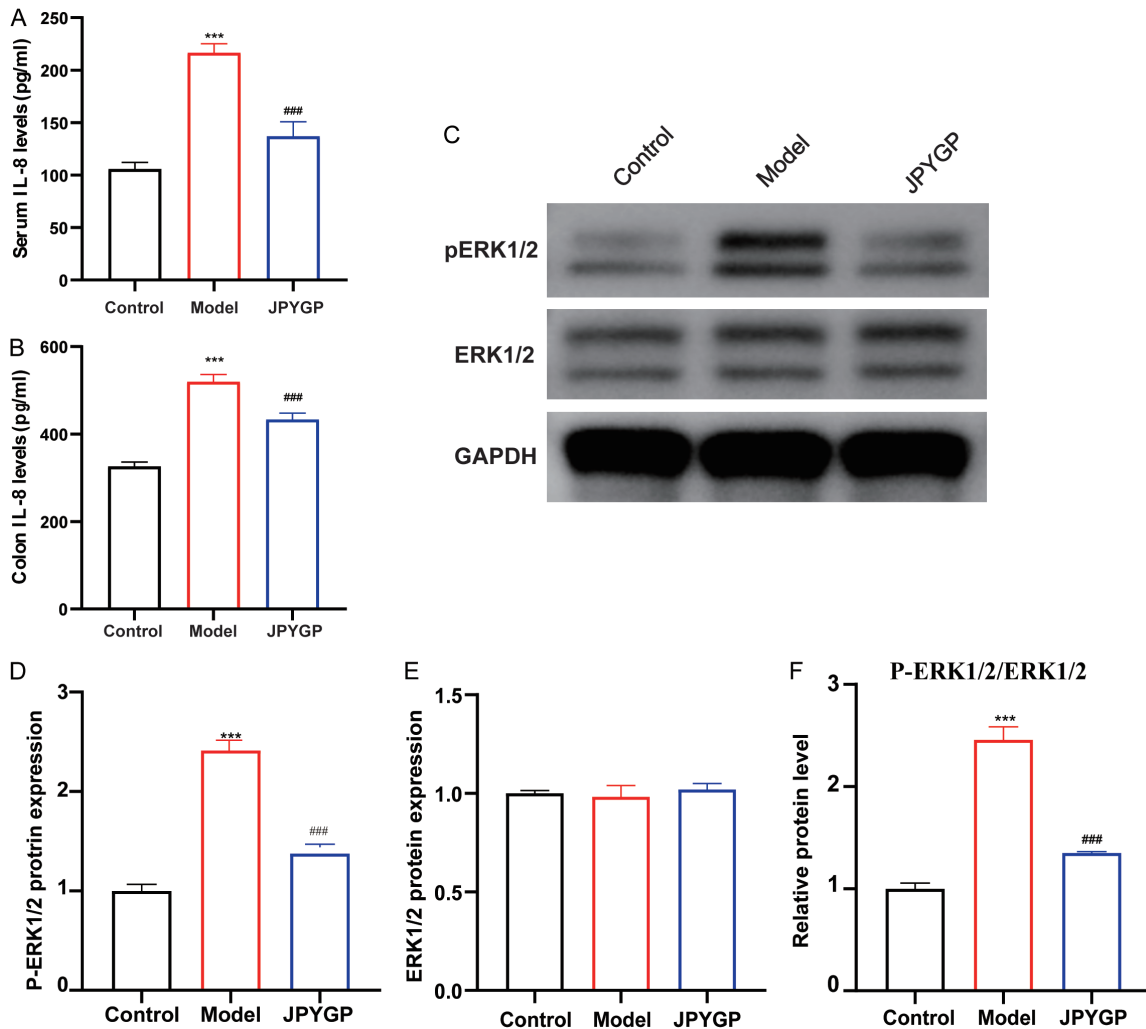 A
Serum IL-8 levels (pg/ml)
250
200
150
100
50
0
***
###
Control Model JPYGP
B
Colon IL-8 levels (pg/ml)
600
400
200
0
***
###
Control Model JPYGP
C
Control Model JPYGP
pERK1/2
ERK1/2
GAPDH
D
P-ERK1/2 protrin expression
3
2
1
0
***
###
Control Model JPYGP
E
ERK1/2 protein expression
1.5
1.0
0.5
0.0
Control Model JPYGP
F
P-ERK1/2/ERK1/2
Relative protein level
3
2
1
0
***
###
Control Model JPYGP